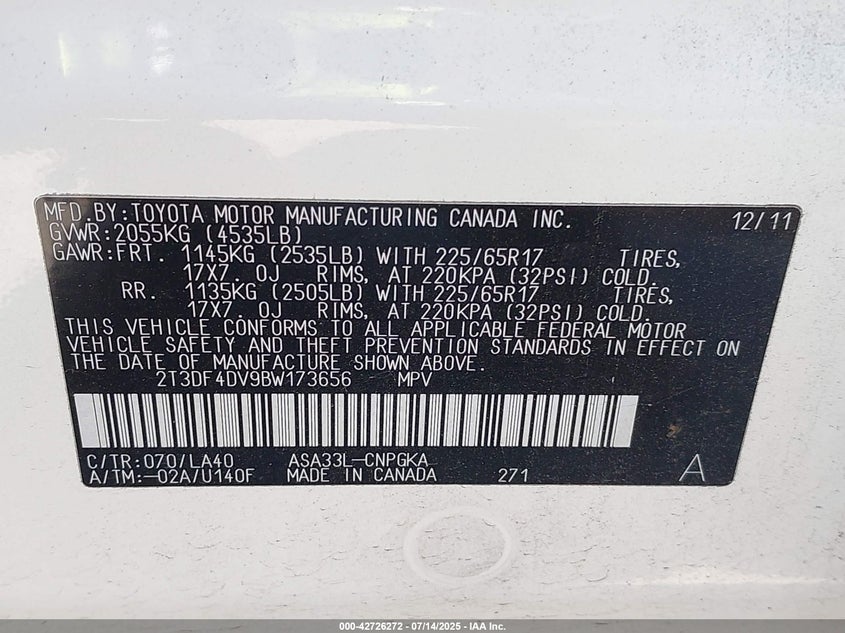 MFD.BY:TOYOTA MOTOR MANUFACTURING CANADA INC. 12/11
GVWR:2055KG (4535LB)
GAWR:FRT. 1145KG (2535LB) WITH 225/65R17 TIRES,
17X7.0J RIMS, AT 220KPA (32PSI) COLD.
RR. 1135KG (2505LB) WITH 225/65R17 TIRES,
17X7.0J RIMS, AT 220KPA (32PSI) COLD.
THIS VEHICLE CONFORMS TO ALL APPLICABLE FEDERAL MOTOR
VEHICLE SAFETY AND THEFT PREVENTION STANDARDS IN EFFECT ON
THE DATE OF MANUFACTURE SHOWN ABOVE.
2T3DF4DV9BW173656 MPV
C/TR:070/LA40 ASA33L-CNPGKA
A/TM:-02A/U140F MADE IN CANADA 271 A
000-42726272 - 07/14/2025 - IAA Inc.